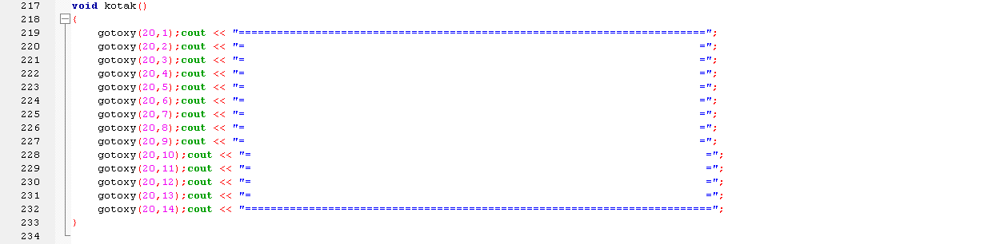 217 void kotak()
218 {
219     gotoxy(20,1);cout << "=========================================================================";
220     gotoxy(20,2);cout << "=                                                                       =";
221     gotoxy(20,3);cout << "=                                                                       =";
222     gotoxy(20,4);cout << "=                                                                       =";
223     gotoxy(20,5);cout << "=                                                                       =";
224     gotoxy(20,6);cout << "=                                                                       =";
225     gotoxy(20,7);cout << "=                                                                       =";
226     gotoxy(20,8);cout << "=                                                                       =";
227     gotoxy(20,9);cout << "=                                                                       =";
228     gotoxy(20,10);cout << "=                                                                       =";
229     gotoxy(20,11);cout << "=                                                                       =";
230     gotoxy(20,12);cout << "=                                                                       =";
231     gotoxy(20,13);cout << "=                                                                       =";
232     gotoxy(20,14);cout << "=========================================================================";
233 }
234